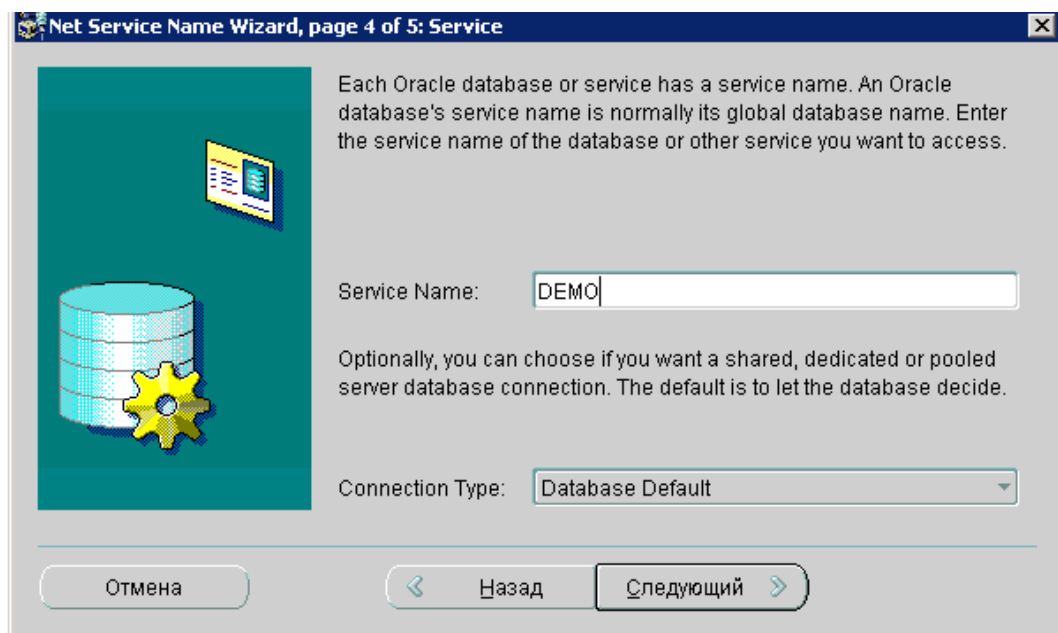 Net Service Name Wizard, page 4 of 5: Service
Each Oracle database or service has a service name. An Oracle
database's service name is normally its global database name. Enter
the service name of the database or other service you want to access.
Service Name: DEMO
Optionally, you can choose if you want a shared, dedicated or pooled
server database connection. The default is to let the database decide.
Connection Type: Database Default
Отмена Назад Следующий